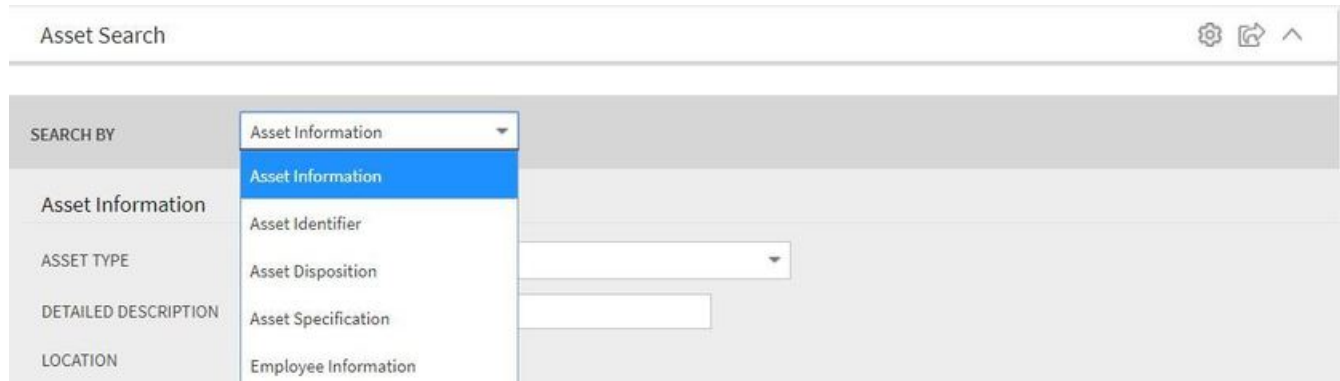 Asset Search
SEARCH BY
Asset Information
Asset Information
Asset Information
Asset Identifier
ASSET TYPE
Asset Disposition
DETAILED DESCRIPTION
Asset Specification
LOCATION
Employee Information